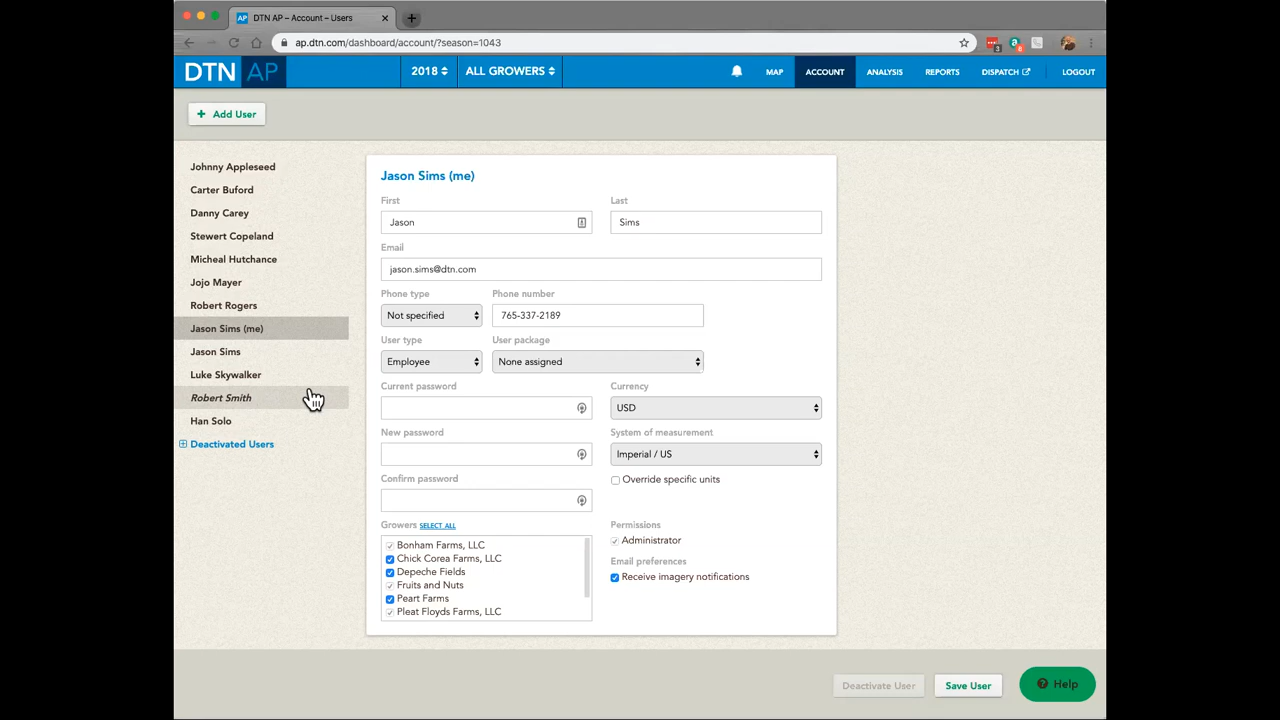 DTN AP – Account – Users
ap.dtn.com/dashboard/account/?season=1043
3
8
DTN AP
2018
ALL GROWERS
MAP
ACCOUNT
ANALYSIS
REPORTS
DISPATCH
LOGOUT
+ Add User
Johnny Appleseed
Carter Buford
Danny Carey
Stewert Copeland
Micheal Hutchance
Jojo Mayer
Robert Rogers
Jason Sims (me)
Jason Sims
Luke Skywalker
Robert Smith
Han Solo
Deactivated Users
Jason Sims (me)
First
Last
Jason
Sims
Email
jason.sims@dtn.com
Phone type
Phone number
Not specified
765-337-2189
User type
User package
Employee
None assigned
Current password
Currency
USD
New password
System of measurement
Imperial / US
Confirm password
Override specific units
Growers SELECT ALL
Bonham Farms, LLC
Chick Corea Farms, LLC
Depeche Fields
Fruits and Nuts
Peart Farms
Pleat Floyds Farms, LLC
Permissions
Administrator
Email preferences
Receive imagery notifications
Deactivate User
Save User
? Help